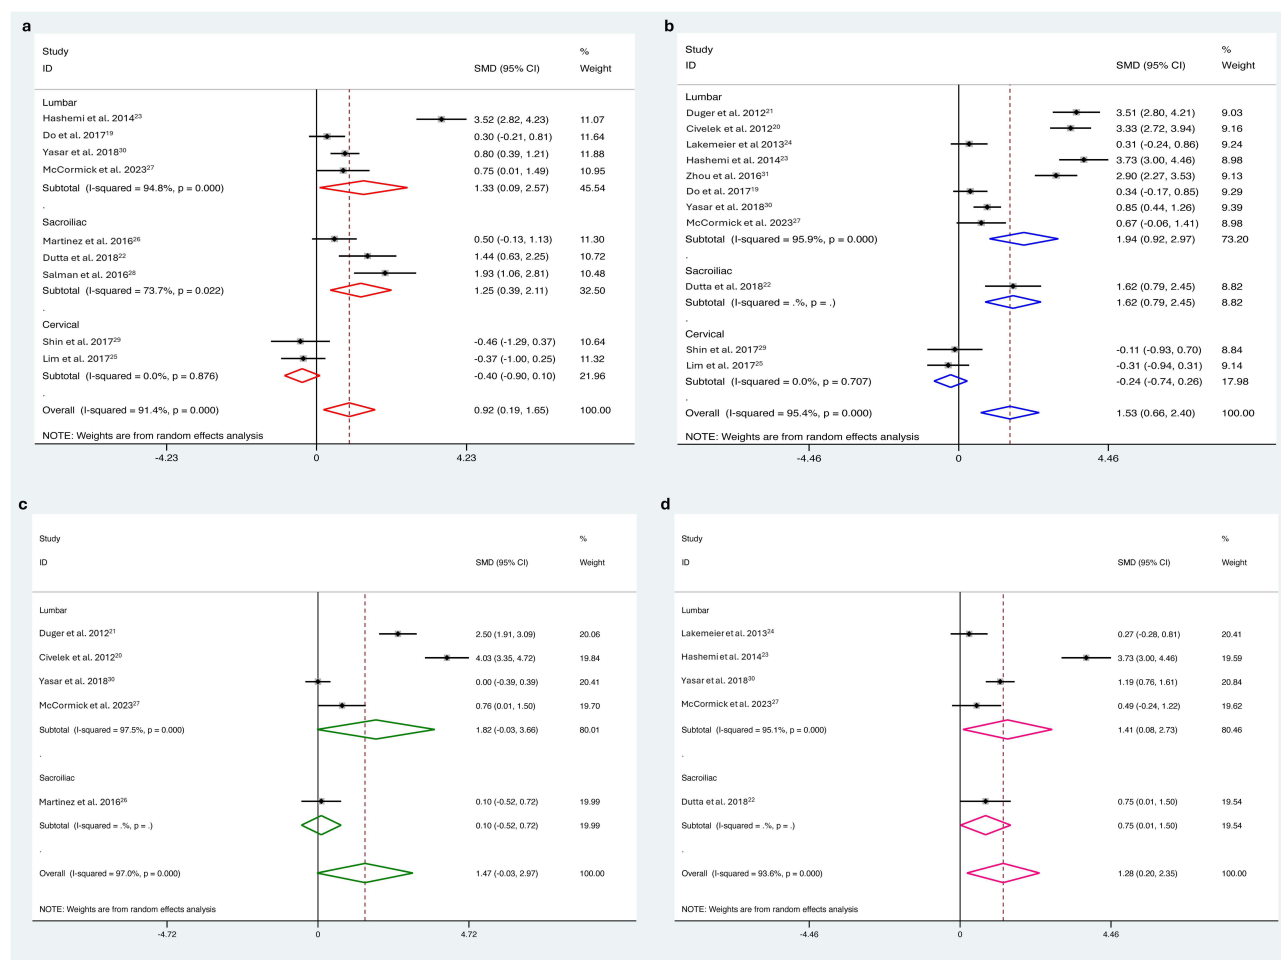 a
Study %
ID SMD (95% CI) Weight
Lumbar
Hashemi et al. 2014²³ 3.52 (2.82, 4.23) 11.07
Do et al. 2017¹⁹ 0.30 (-0.21, 0.81) 11.64
Yasar et al. 2018³⁰ 0.80 (0.39, 1.21) 11.88
McCormick et al. 2023²⁷ 0.75 (0.01, 1.49) 10.95
Subtotal (I-squared = 94.8%, p = 0.000) 1.33 (0.09, 2.57) 45.54
.
Sacroiliac
Martinez et al. 2016²⁶ 0.50 (-0.13, 1.13) 11.30
Dutta et al. 2018²² 1.44 (0.63, 2.25) 10.72
Salman et al. 2016²⁸ 1.93 (1.06, 2.81) 10.48
Subtotal (I-squared = 73.7%, p = 0.022) 1.25 (0.39, 2.11) 32.50
.
Cervical
Shin et al. 2017²⁹ -0.46 (-1.29, 0.37) 10.64
Lim et al. 2017²⁵ -0.37 (-1.00, 0.25) 11.32
Subtotal (I-squared = 0.0%, p = 0.876) -0.40 (-0.90, 0.10) 21.96
.
Overall (I-squared = 91.4%, p = 0.000) 0.92 (0.19, 1.65) 100.00
NOTE: Weights are from random effects analysis
-4.23 0 4.23
b
Study %
ID SMD (95% CI) Weight
Lumbar
Duger et al. 2012²¹ 3.51 (2.80, 4.21) 9.03
Civelek et al. 2012²⁰ 3.33 (2.72, 3.94) 9.16
Lakemeier et al. 2013²⁴ 0.31 (-0.24, 0.86) 9.24
Hashemi et al. 2014²³ 3.73 (3.00, 4.46) 8.98
Zhou et al. 2016³¹ 2.90 (2.27, 3.53) 9.13
Do et al. 2017¹⁹ 0.34 (-0.17, 0.85) 9.29
Yasar et al. 2018³⁰ 0.85 (0.44, 1.26) 9.39
McCormick et al. 2023²⁷ 0.67 (-0.06, 1.41) 8.98
Subtotal (I-squared = 95.9%, p = 0.000) 1.94 (0.92, 2.97) 73.20
.
Sacroiliac
Dutta et al. 2018²² 1.62 (0.79, 2.45) 8.82
Subtotal (I-squared = .%, p = .) 1.62 (0.79, 2.45) 8.82
.
Cervical
Shin et al. 2017²⁹ -0.11 (-0.93, 0.70) 8.84
Lim et al. 2017²⁵ -0.31 (-0.94, 0.31) 9.14
Subtotal (I-squared = 0.0%, p = 0.707) -0.24 (-0.74, 0.26) 17.98
.
Overall (I-squared = 95.4%, p = 0.000) 1.53 (0.66, 2.40) 100.00
NOTE: Weights are from random effects analysis
-4.46 0 4.46
c
Study %
ID SMD (95% CI) Weight
Lumbar
Duger et al. 2012²¹ 2.50 (1.91, 3.09) 20.06
Civelek et al. 2012²⁰ 4.03 (3.35, 4.72) 19.84
Yasar et al. 2018³⁰ 0.00 (-0.39, 0.39) 20.41
McCormick et al. 2023²⁷ 0.76 (0.01, 1.50) 19.70
Subtotal (I-squared = 97.5%, p = 0.000) 1.82 (-0.03, 3.66) 80.01
.
Sacroiliac
Martinez et al. 2016²⁶ 0.10 (-0.52, 0.72) 19.99
Subtotal (I-squared = .%, p = .) 0.10 (-0.52, 0.72) 19.99
.
Overall (I-squared = 97.0%, p = 0.000) 1.47 (-0.03, 2.97) 100.00
NOTE: Weights are from random effects analysis
-4.72 0 4.72
d
Study %
ID SMD (95% CI) Weight
Lumbar
Lakemeier et al. 2013²⁴ 0.27 (-0.28, 0.81) 20.41
Hashemi et al. 2014²³ 3.73 (3.00, 4.46) 19.59
Yasar et al. 2018³⁰ 1.19 (0.76, 1.61) 20.84
McCormick et al. 2023²⁷ 0.49 (-0.24, 1.22) 19.62
Subtotal (I-squared = 95.1%, p = 0.000) 1.41 (0.08, 2.73) 80.46
.
Sacroiliac
Dutta et al. 2018²² 0.75 (0.01, 1.50) 19.54
Subtotal (I-squared = .%, p = .) 0.75 (0.01, 1.50) 19.54
.
Overall (I-squared = 93.6%, p = 0.000) 1.28 (0.20, 2.35) 100.00
NOTE: Weights are from random effects analysis
-4.46 0 4.46